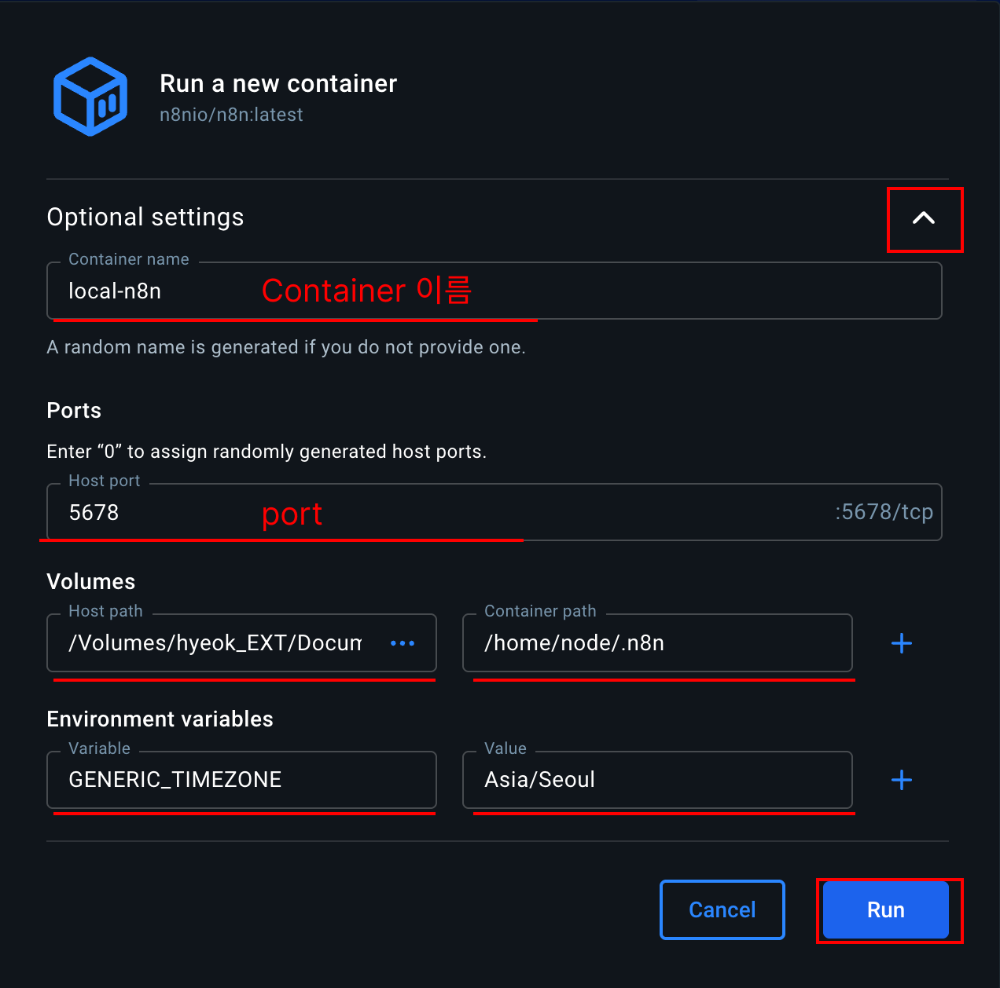 Run a new container
n8nio/n8n:latest
Optional settings
Container name
local-n8n Container 이름
A random name is generated if you do not provide one.
Ports
Enter “0” to assign randomly generated host ports.
Host port
5678 port :5678/tcp
Volumes
Host path Container path
/Volumes/hyeok_EXT/Docum ••• /home/node/.n8n +
Environment variables
Variable Value
GENERIC_TIMEZONE Asia/Seoul +
Cancel Run